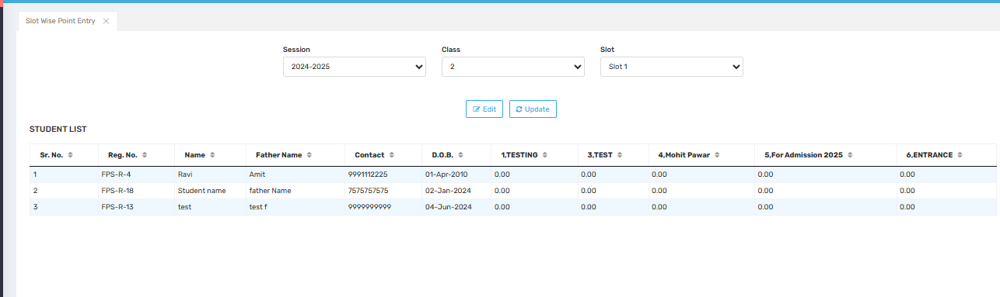 Slot Wise Point Entry
Session Class Slot
2024-2025 2 Slot 1
Edit Update
STUDENT LIST
Sr. No. Reg. No. Name Father Name Contact D.O.B. 1,TESTING 3,TEST 4,Mohit Pawar 5,For Admission 2025 6,ENTRANCE
1 FPS-R-4 Ravi Amit 9991112225 01-Apr-2010 0.00 0.00 0.00 0.00 0.00
2 FPS-R-18 Student name father Name 7575757575 02-Jan-2024 0.00 0.00 0.00 0.00 0.00
3 FPS-R-13 test test f 9999999999 04-Jun-2024 0.00 0.00 0.00 0.00 0.00